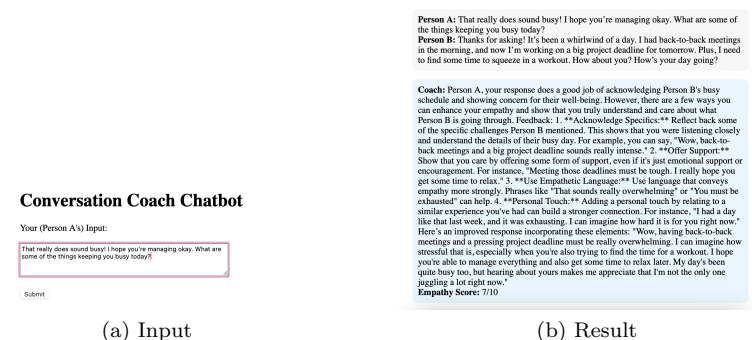 Conversation Coach Chatbot
Your (Person A's) Input:
That really does sound busy! I hope you're managing okay. What are
some of the things keeping you busy today?
Submit
(a) Input
Person A: That really does sound busy! I hope you're managing okay. What are some of
the things keeping you busy today?
Person B: Thanks for asking! It's been a whirlwind of a day. I had back-to-back meetings
in the morning, and now I'm working on a big project deadline for tomorrow. Plus, I need
to find some time to squeeze in a workout. How about you? How's your day going?
Coach: Person A, your response does a good job of acknowledging Person B's busy
schedule and showing concern for their well-being. However, there are a few ways you
can enhance your empathy and show that you truly understand and care about what
Person B is going through. Feedback: 1. **Acknowledge Specifics:** Reflect back some
of the specific challenges Person B mentioned. This shows that you were listening closely
and understand the details of their busy day. For example, you can say, "Wow, back-to-
back meetings and a big project deadline sounds really intense." 2. **Offer Support:**
Show that you care by offering some form of support, even if it's just emotional support or
encouragement. For instance, "Meeting those deadlines must be tough. I really hope you
get some time to relax." 3. **Use Empathetic Language:** Use language that conveys
empathy more strongly. Phrases like "That sounds really overwhelming" or "You must be
exhausted" can help. 4. **Personal Touch:** Adding a personal touch by relating to a
similar experience you've had can build a stronger connection. For instance, "I had a day
like that last week, and it was exhausting. I can imagine how hard it is for you right now."
Here's an improved response incorporating these elements: "Wow, having back-to-back
meetings and a pressing project deadline must be really overwhelming. I can imagine how
stressful that is, especially when you're also trying to find the time for a workout. I hope
you're able to manage everything and also get some time to relax later. My day's been
quite busy too, but hearing about yours makes me appreciate that I'm not the only one
juggling a lot right now."
Empathy Score: 7/10
(b) Result